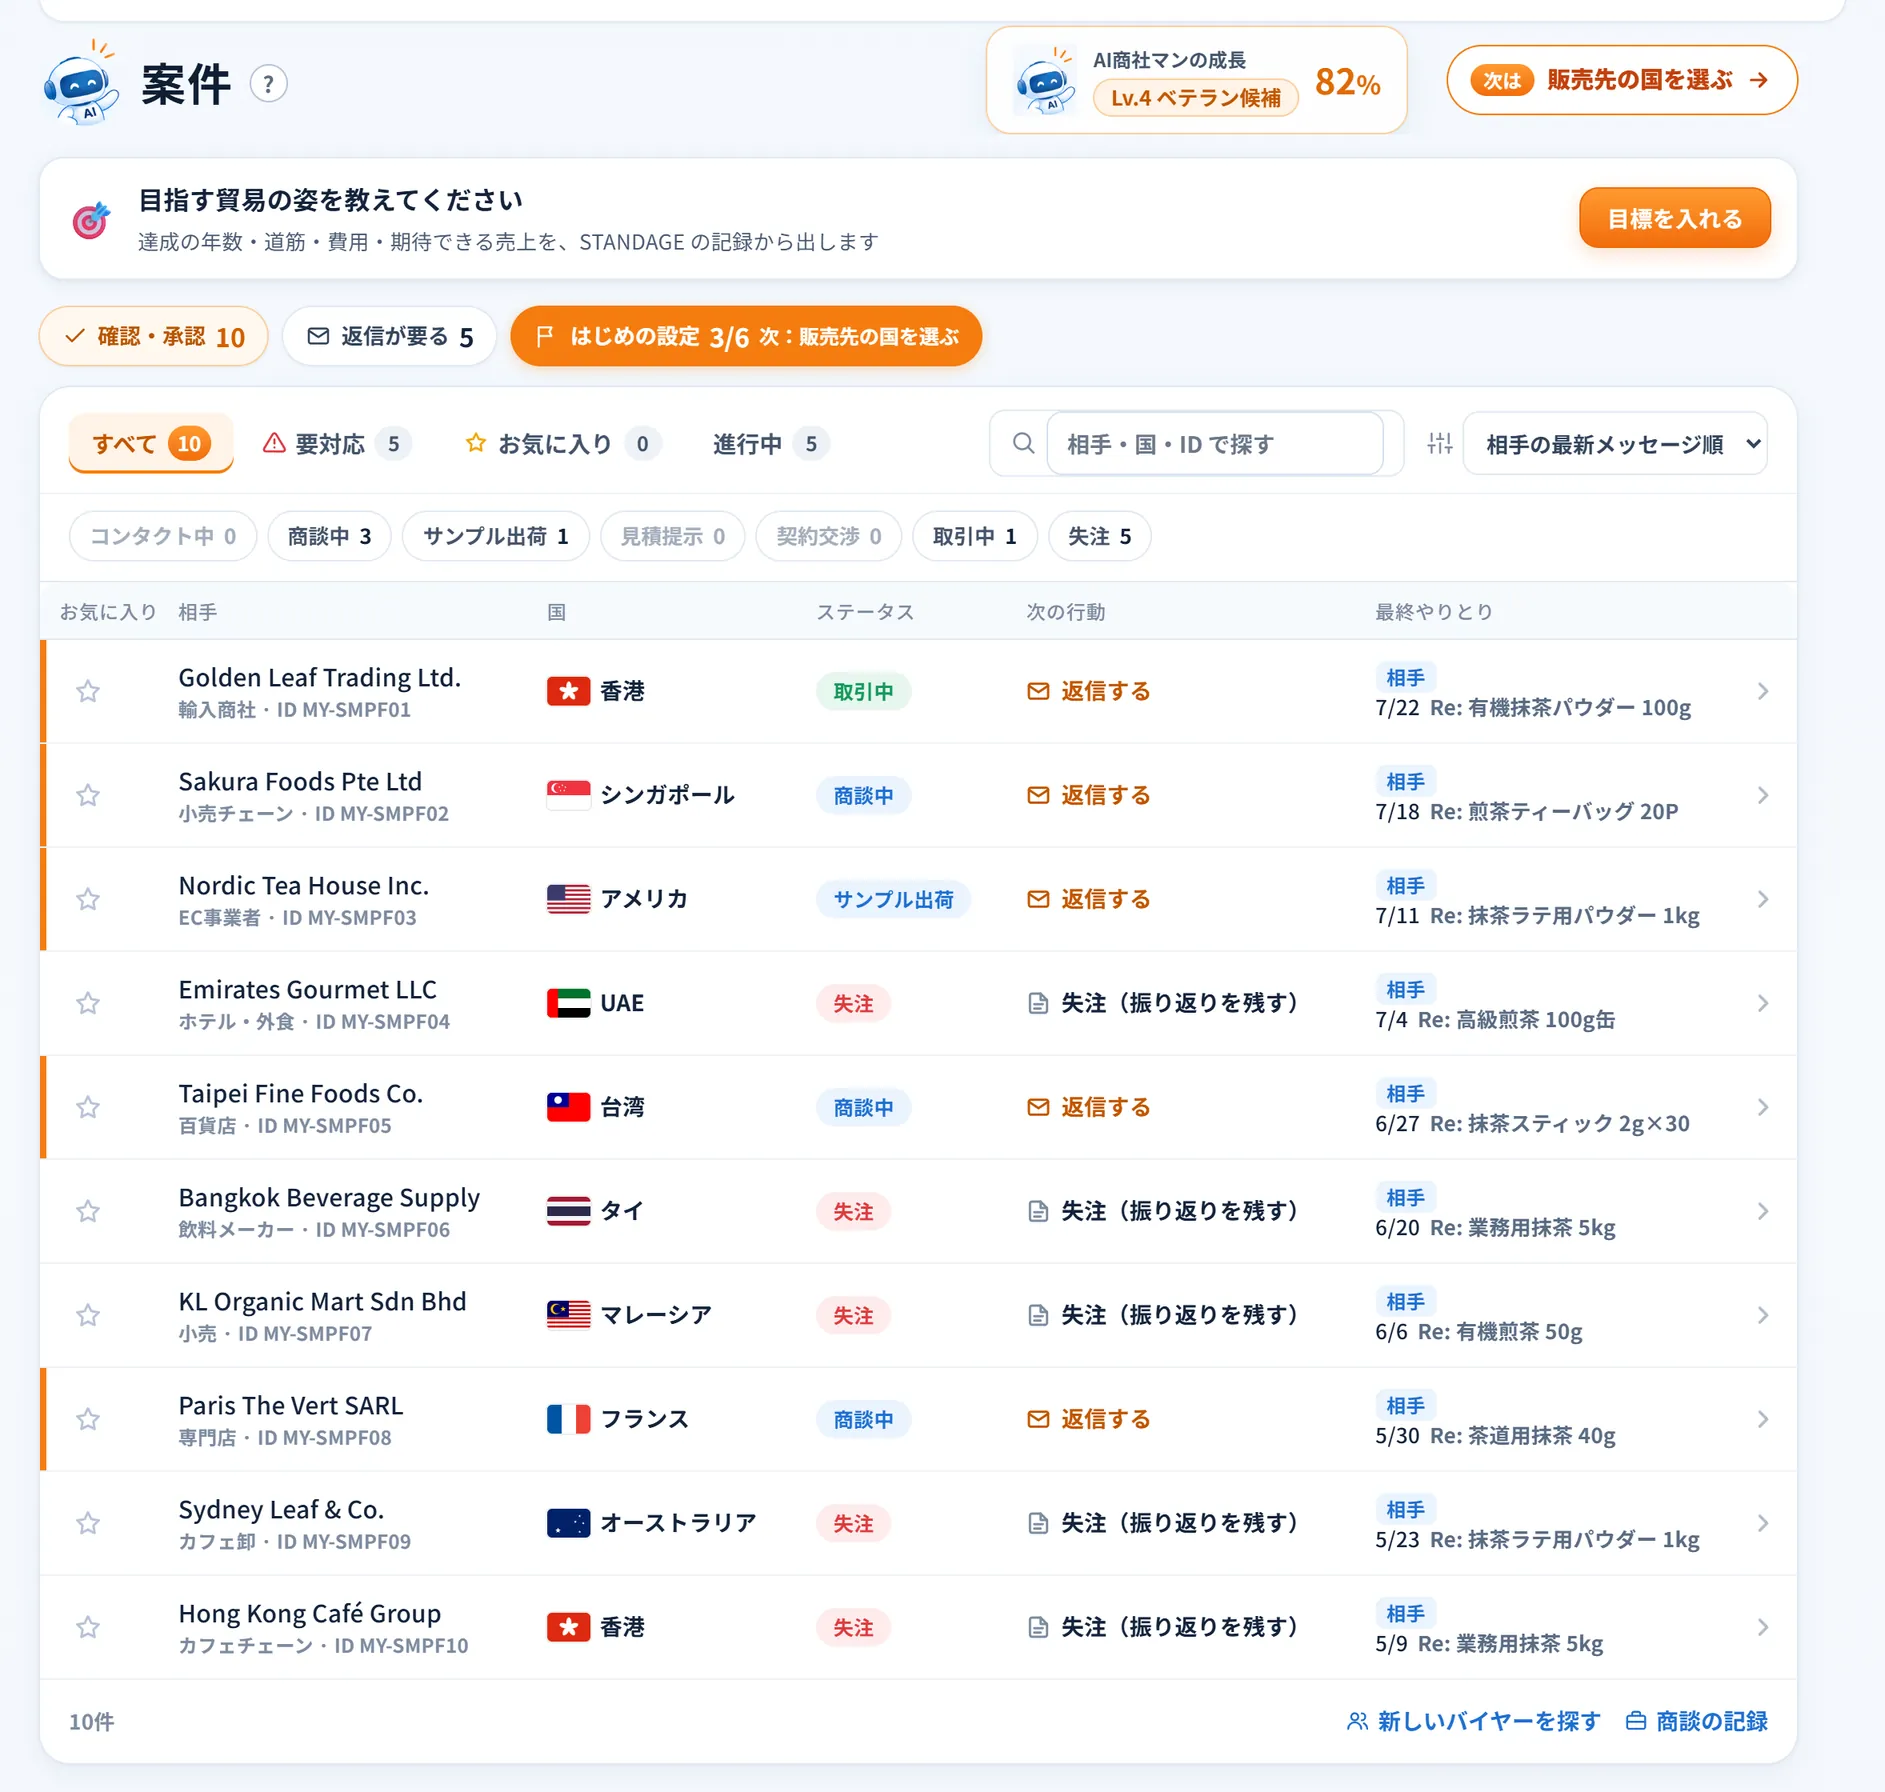 案件 ?
AI商社マンの成長
Lv.4 ベテラン候補
82%
次は 販売先の国を選ぶ →
AI
AI
目指す貿易の姿を教えてください
達成の年数・道筋・費用・期待できる売上を、STANDAGE の記録から出します
目標を入れる
確認・承認 10
返信が要る 5
はじめの設定 3/6 次：販売先の国を選ぶ
すべて 10
要対応 5
お気に入り 0
進行中 5
相手・国・ID で探す
相手の最新メッセージ順
コンタクト中 0
商談中 3
サンプル出荷 1
見積提示 0
契約交渉 0
取引中 1
失注 5
お気に入り 相手 国 ステータス 次の行動 最終やりとり
Golden Leaf Trading Ltd.
輸入商社 · ID MY-SMPF01
香港
取引中
返信する
相手
7/22 Re: 有機抹茶パウダー 100g
Sakura Foods Pte Ltd
小売チェーン · ID MY-SMPF02
シンガポール
商談中
返信する
相手
7/18 Re: 煎茶ティーバッグ 20P
Nordic Tea House Inc.
EC事業者 · ID MY-SMPF03
アメリカ
サンプル出荷
返信する
相手
7/11 Re: 抹茶ラテ用パウダー 1kg
Emirates Gourmet LLC
ホテル・外食 · ID MY-SMPF04
UAE
失注
失注（振り返りを残す）
相手
7/4 Re: 高級煎茶 100g缶
Taipei Fine Foods Co.
百貨店 · ID MY-SMPF05
台湾
商談中
返信する
相手
6/27 Re: 抹茶スティック 2g×30
Bangkok Beverage Supply
飲料メーカー · ID MY-SMPF06
タイ
失注
失注（振り返りを残す）
相手
6/20 Re: 業務用抹茶 5kg
KL Organic Mart Sdn Bhd
小売 · ID MY-SMPF07
マレーシア
失注
失注（振り返りを残す）
相手
6/6 Re: 有機煎茶 50g
Paris The Vert SARL
専門店 · ID MY-SMPF08
フランス
商談中
返信する
相手
5/30 Re: 茶道用抹茶 40g
Sydney Leaf & Co.
カフェ卸 · ID MY-SMPF09
オーストラリア
失注
失注（振り返りを残す）
相手
5/23 Re: 抹茶ラテ用パウダー 1kg
Hong Kong Café Group
カフェチェーン · ID MY-SMPF10
香港
失注
失注（振り返りを残す）
相手
5/9 Re: 業務用抹茶 5kg
10件
新しいバイヤーを探す
商談の記録